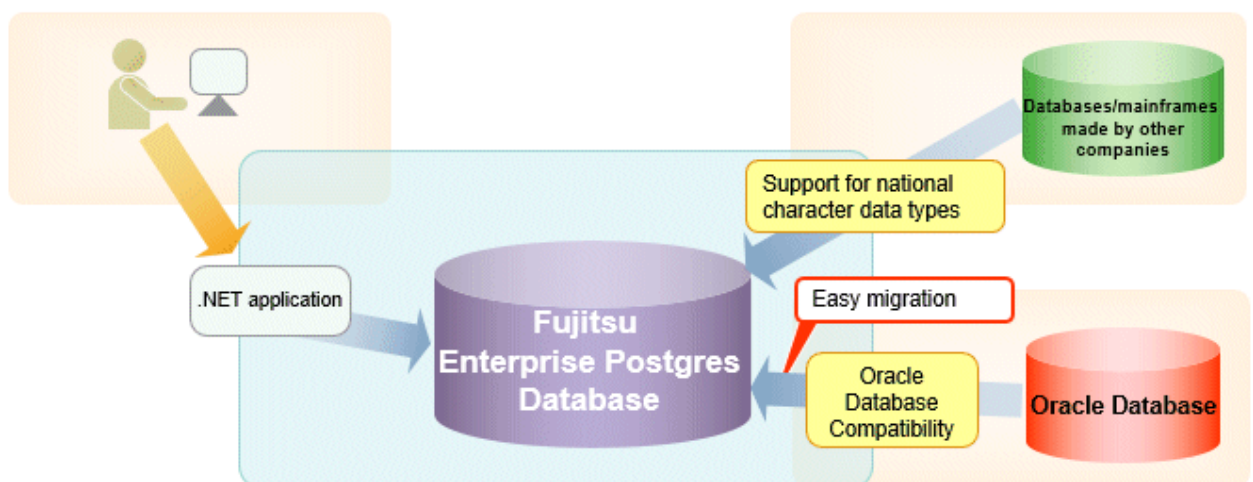 Databases/mainframes
made by other
companies
Support for national
character data types
.NET application
Easy migration
Fujitsu
Enterprise Postgres
Database
Oracle
Database
Compatibility
Oracle Database